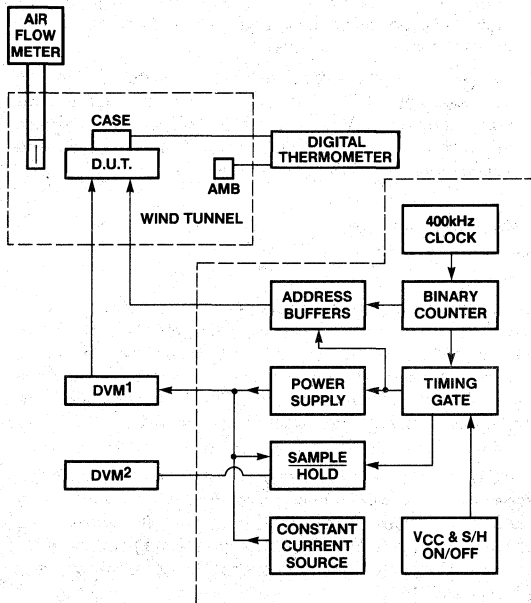 AIR
FLOW
METER
CASE
D.U.T.
DIGITAL
THERMOMETER
AMB
WIND TUNNEL
400kHz
CLOCK
ADDRESS
BUFFERS
BINARY
COUNTER
DVM1
POWER
SUPPLY
TIMING
GATE
DVM2
SAMPLE
HOLD
CONSTANT
CURRENT
SOURCE
VCC & S/H
ON/OFF